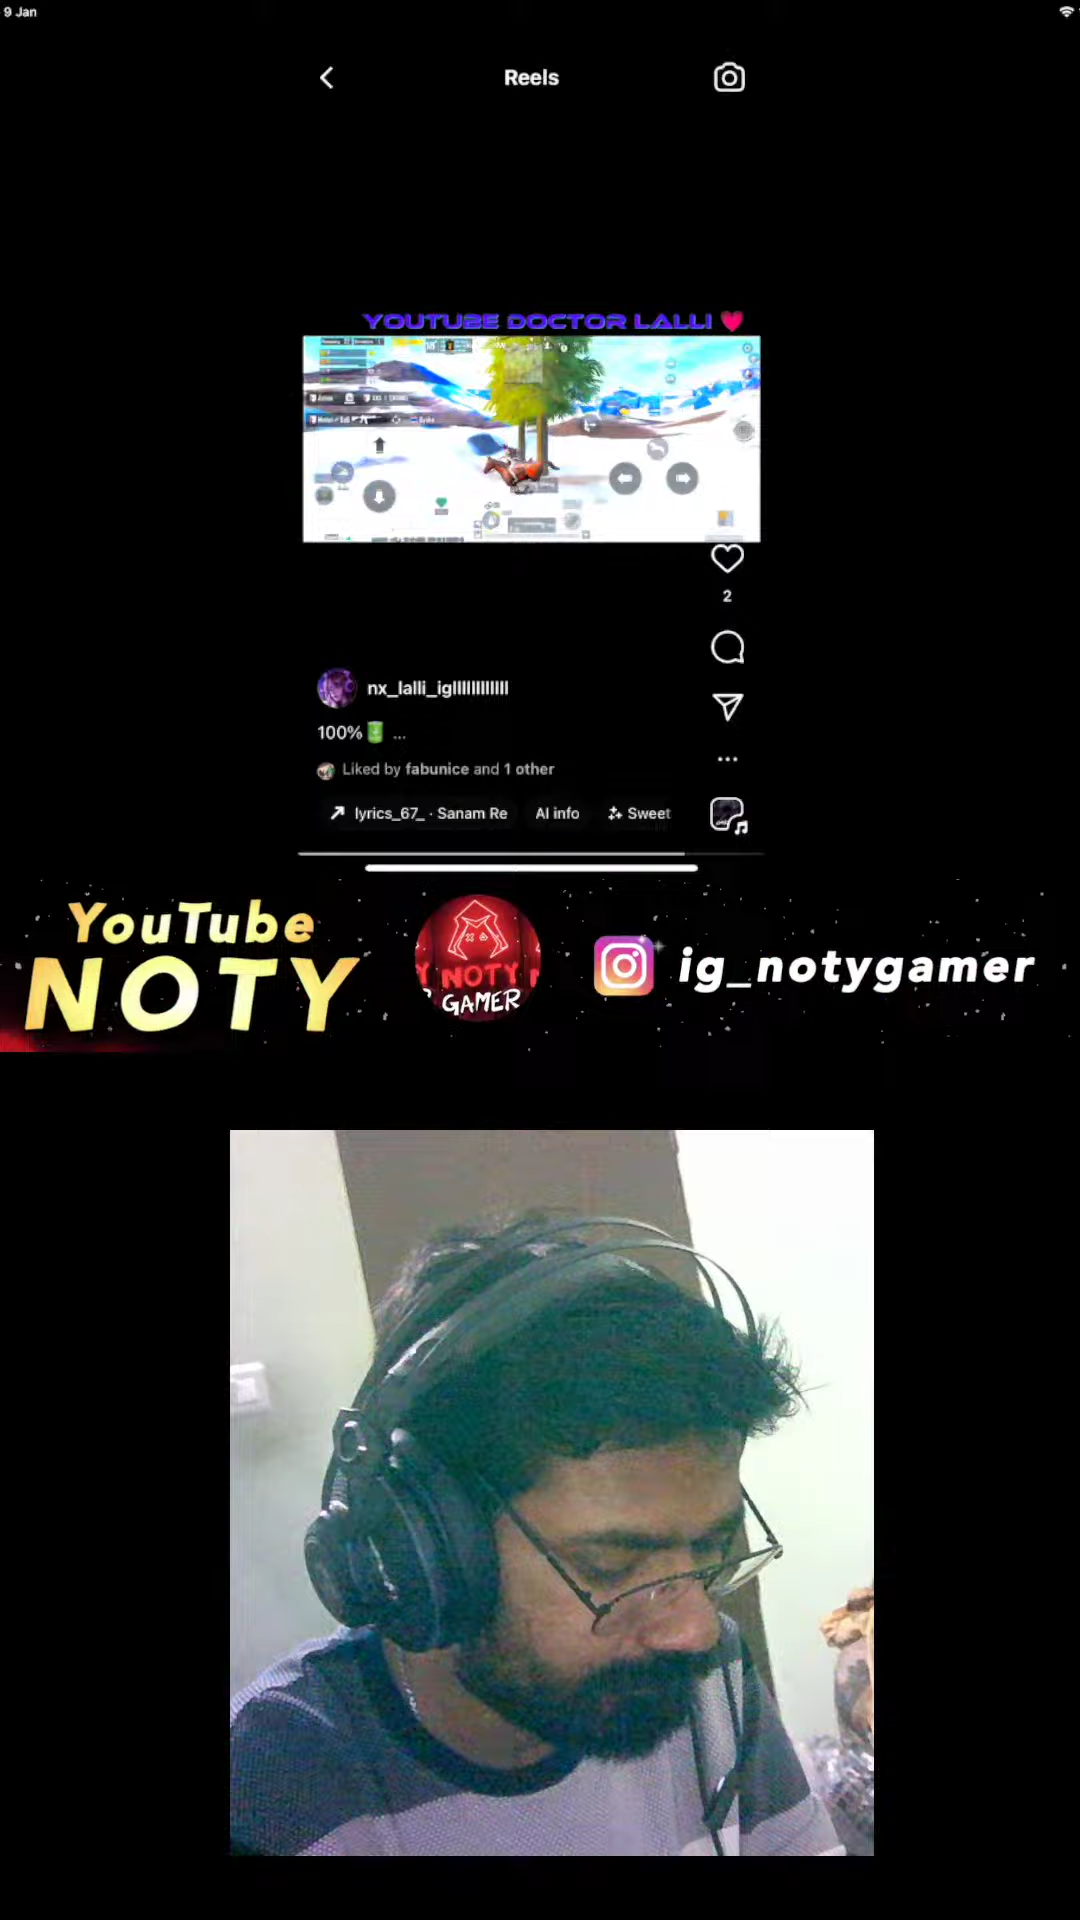 9 Jan
Reels
YOUTUBE DOCTOR LALLI
2
nx_lalli_iglllllllllll
100% ...
Liked by fabunice and 1 other
lyrics_67_ · Sanam Re
AI info
Sweet
YouTube
NOTY
NOTY
GAMER
ig_notygamer